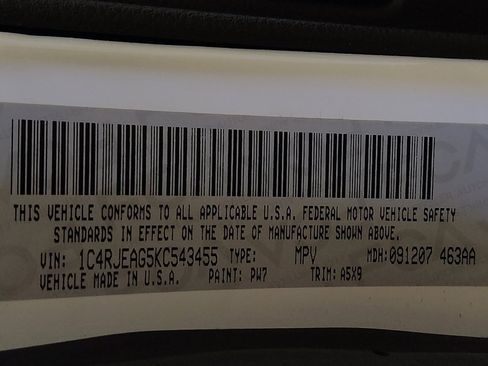 THIS VEHICLE CONFORMS TO ALL APPLICABLE U.S.A. FEDERAL MOTOR VEHICLE SAFETY
STANDARDS IN EFFECT ON THE DATE OF MANUFACTURE SHOWN ABOVE.
VIN: 1C4RJEAG5KC543455 TYPE: MPV MDH: 091207 463AA
VEHICLE MADE IN U.S.A. PAINT: PW7 TRIM: A5X9